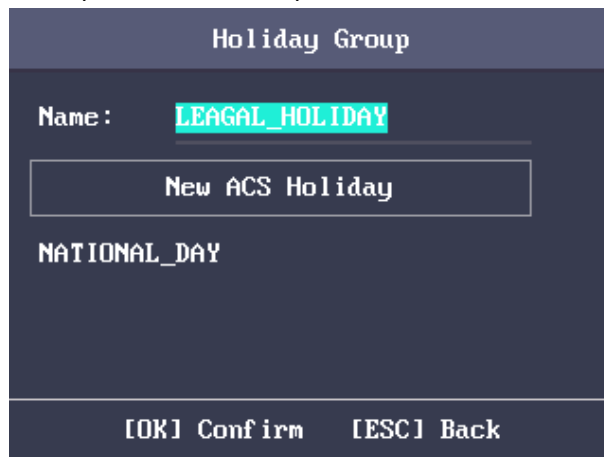 Holiday Group
Name: LEAGAL_HOLIDAY
New ACS Holiday
NATIONAL_DAY
[OK] Confirm [ESC] Back